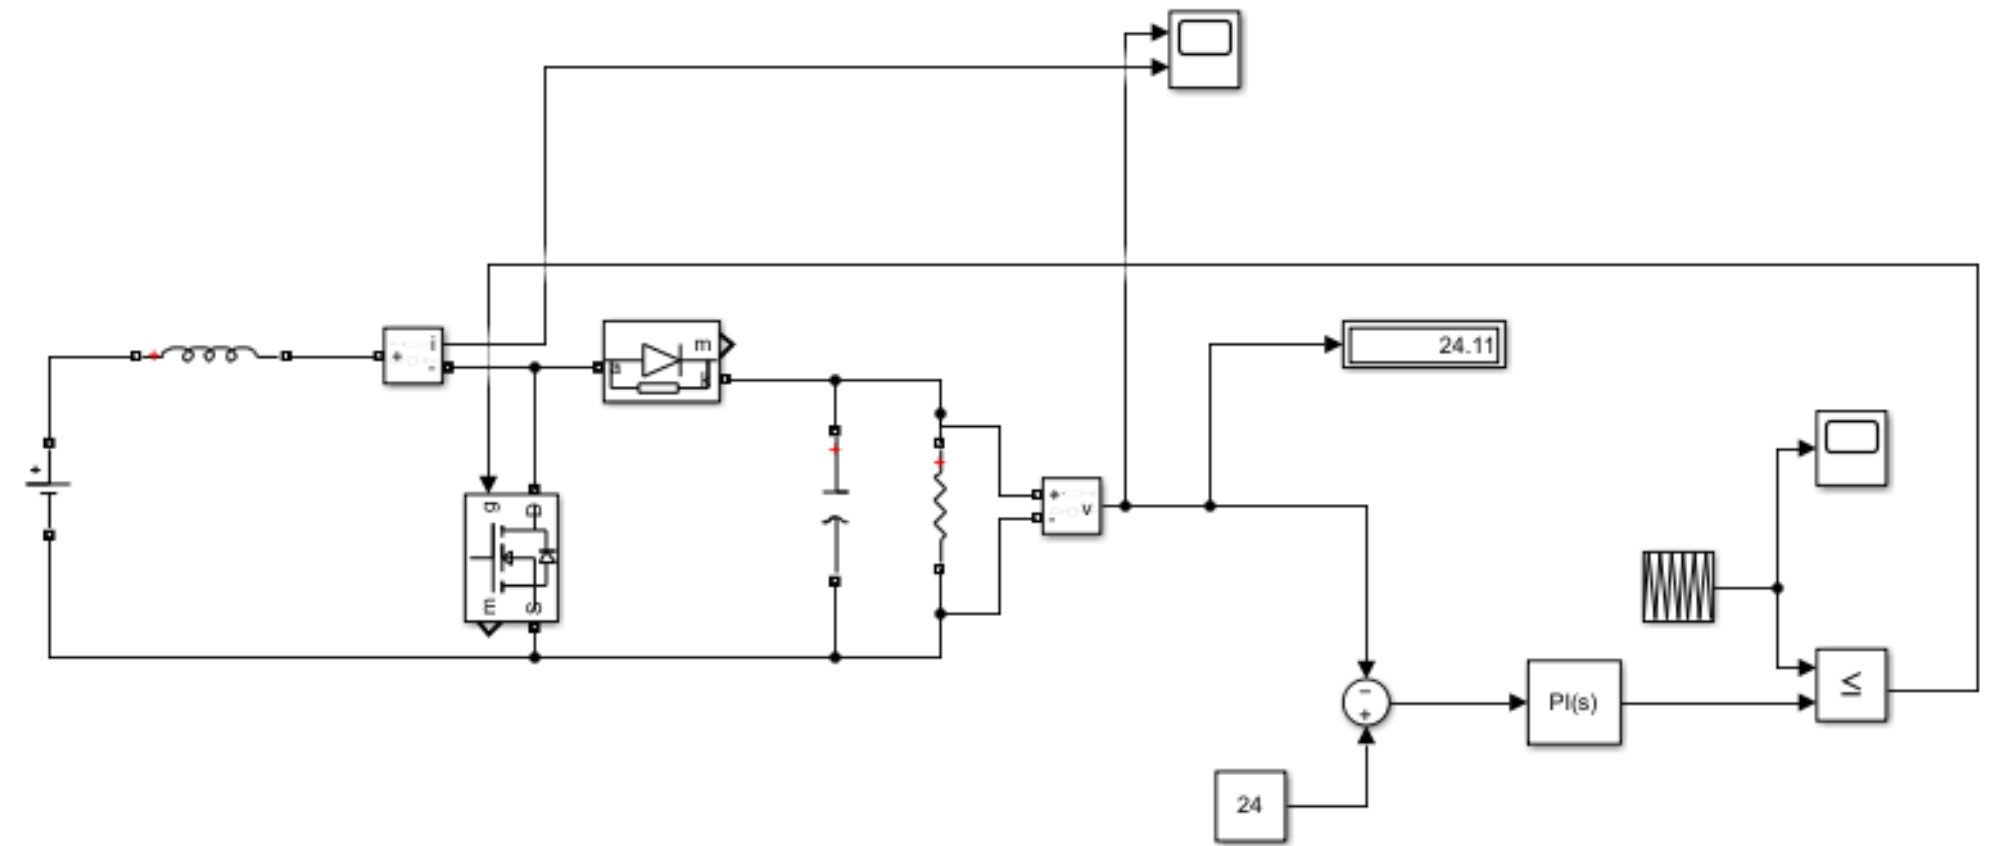 +
i
+
-
m
a
k
24.11
+
g
D
m
S
+
-
v
≤
-
+
PI(s)
24